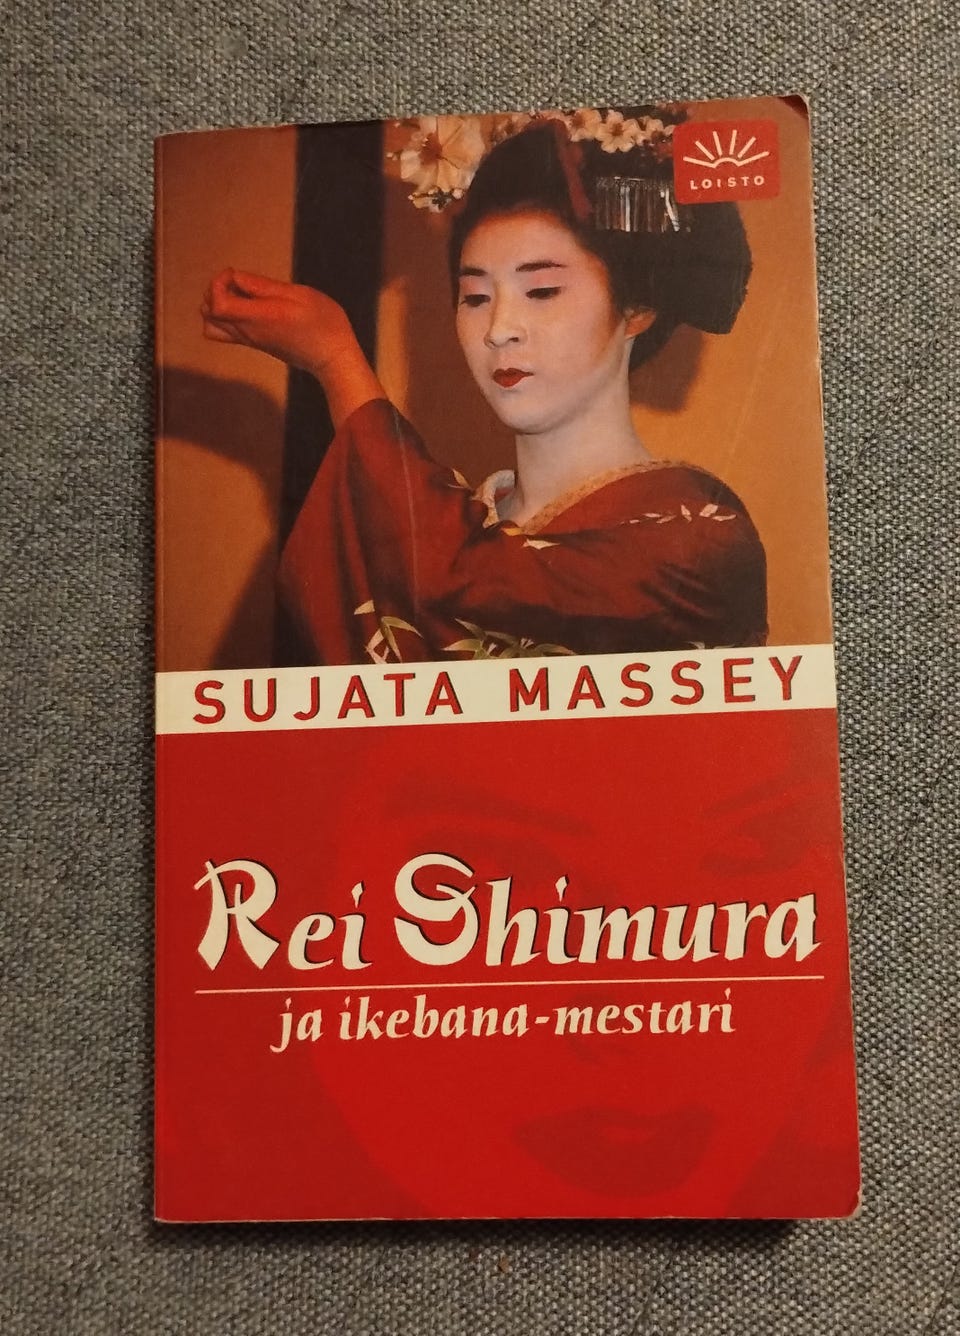 LOISTO
SUJATA MASSEY
Rei Shimura
ja ikebana-mestari